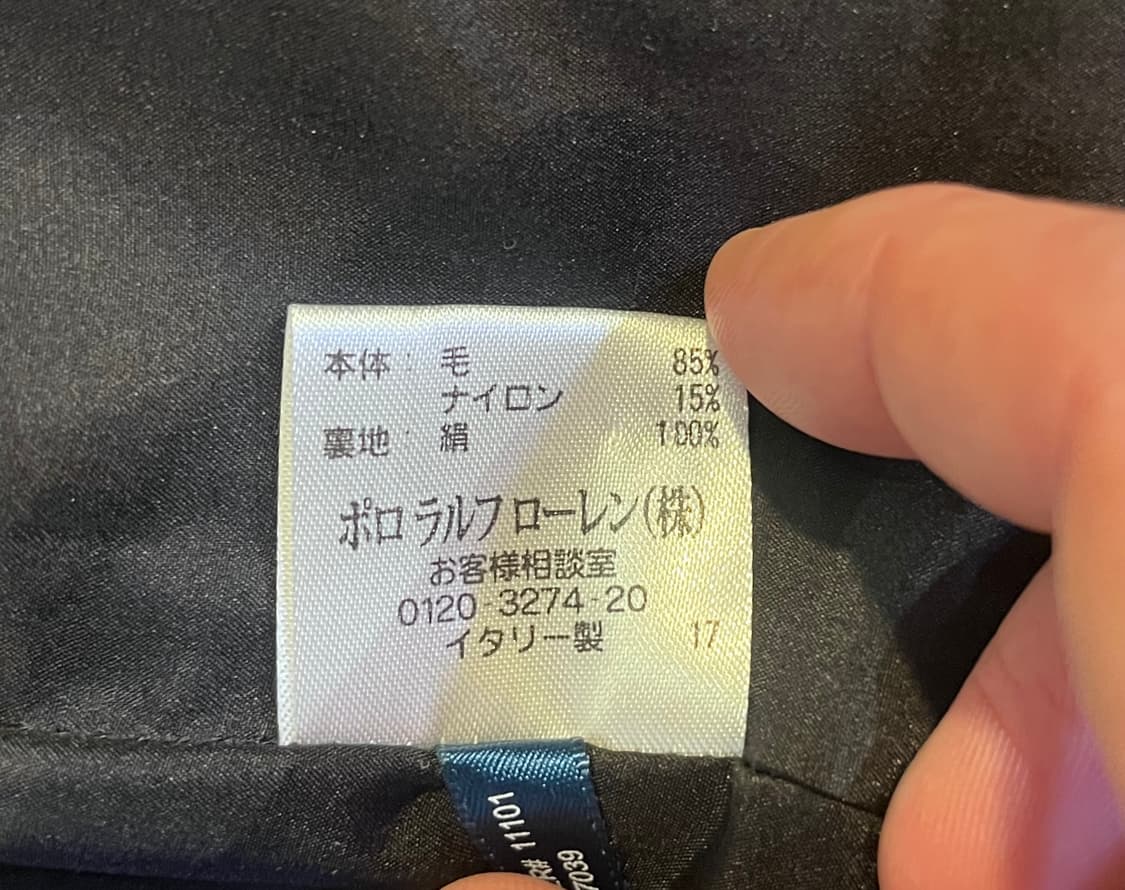 本体: 毛 85%
ナイロン 15%
裏地: 絹 100%
ポロ ラルフ ローレン(株)
お客様相談室
0120-3274-20
イタリー製 17
R# 11101
7039